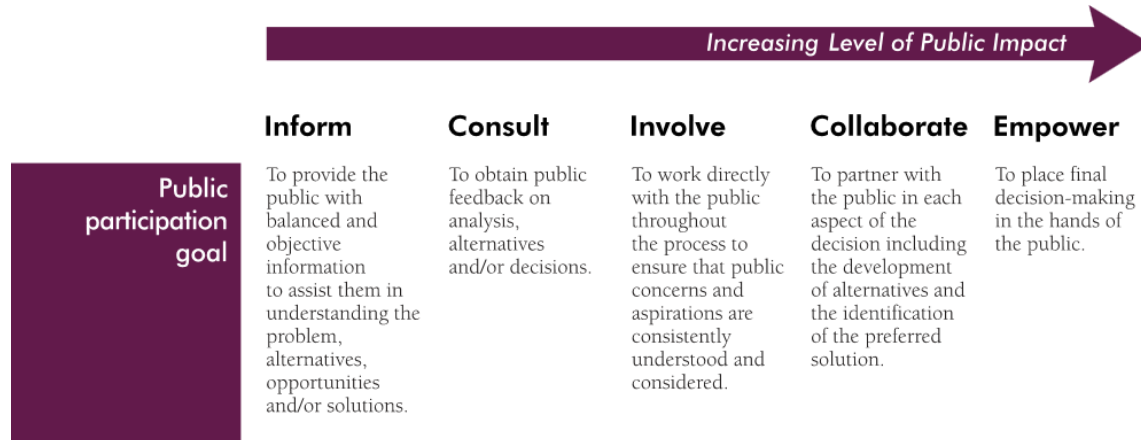 Increasing Level of Public Impact
Inform
Consult
Involve
Collaborate
Empower
Public
participation
goal
To provide the
public with
balanced and
objective
information
to assist them in
understanding the
problem,
alternatives,
opportunities
and/or solutions.
To obtain public
feedback on
analysis,
alternatives
and/or decisions.
To work directly
with the public
throughout
the process to
ensure that public
concerns and
aspirations are
consistently
understood and
considered.
To partner with
the public in each
aspect of the
decision including
the development
of alternatives and
the identification
of the preferred
solution.
To place final
decision-making
in the hands of
the public.